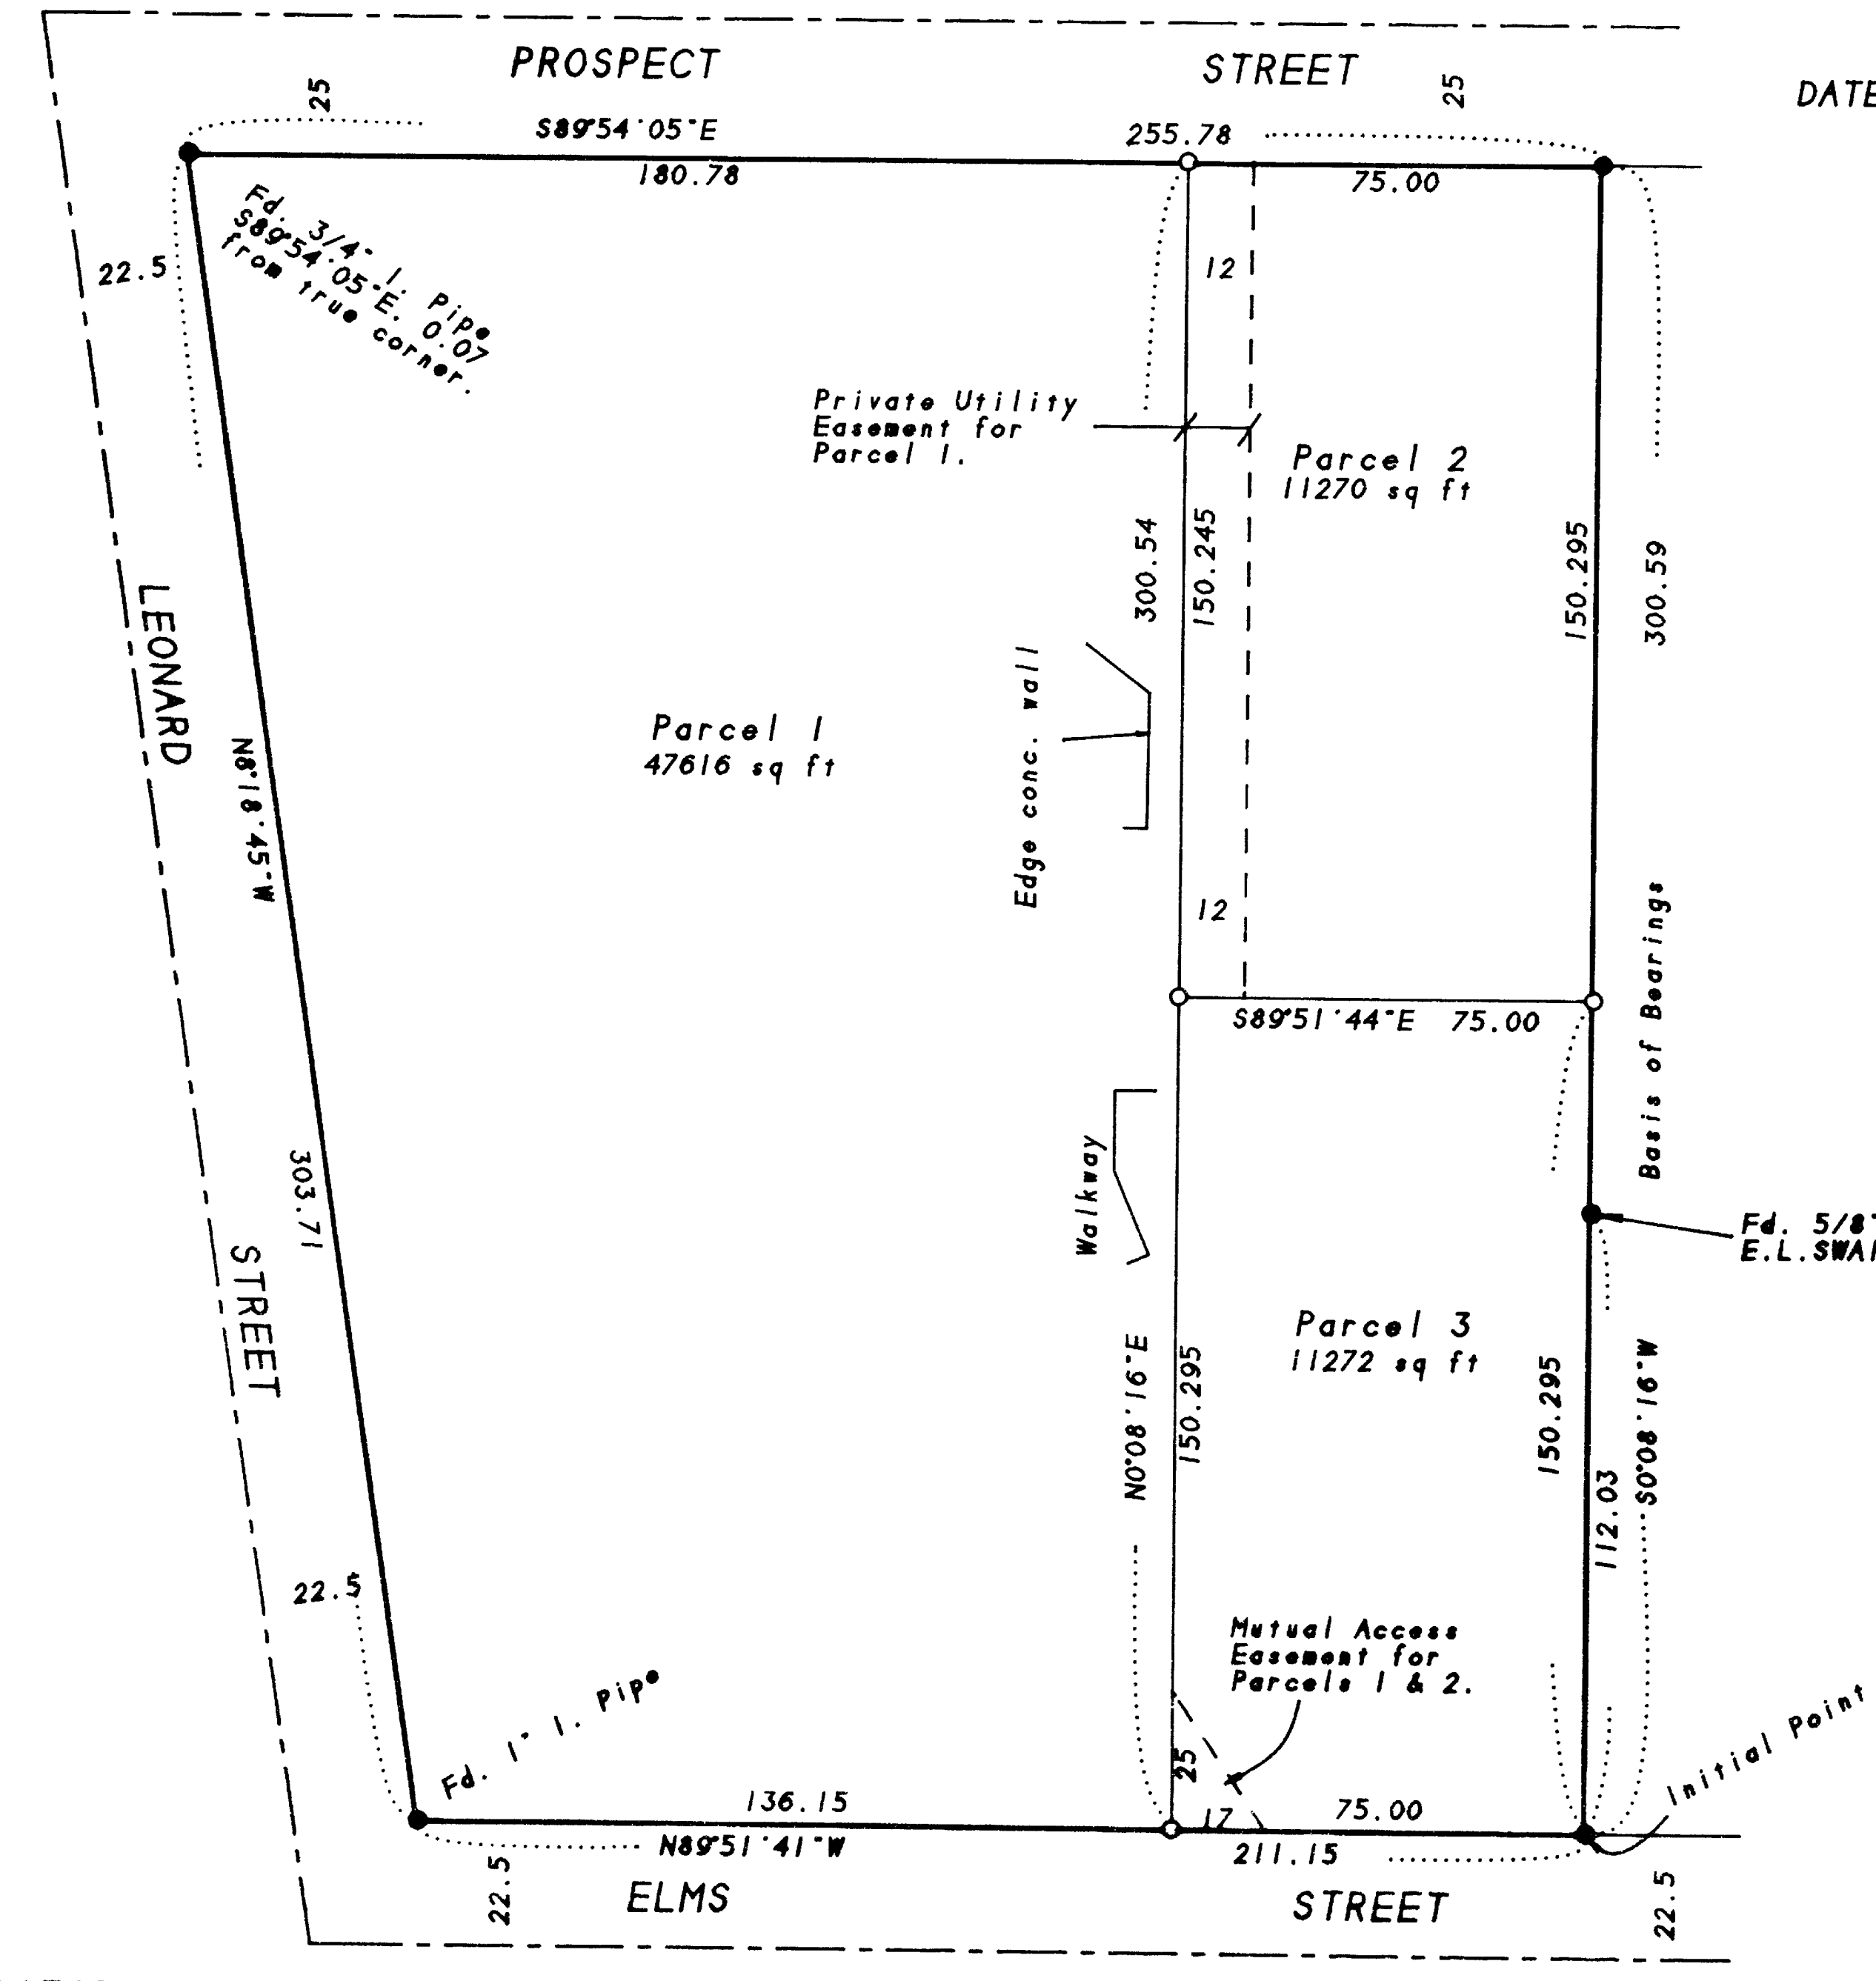 PROSPECT STREET
25
25
DATE
S89°54'05"E
255.78
180.78
75.00
Fd. 3/4" I. Pipe
S89°54'05"E. 0.07
from true corner.
22.5
12
Private Utility
Easement for
Parcel 1.
Parcel 2
11270 sq ft
300.54
150.245
150.295
300.59
LEONARD STREET
N8°18'45"W
303.71
Parcel 1
47616 sq ft
Edge conc. wall
12
S89°51'44"E 75.00
Basis of Bearings
Walkway
Fd. 5/8"
E.L.SWA
Parcel 3
11272 sq ft
N0°08'16"E
150.295
150.295
112.03
S0°08'16"W
22.5
Mutual Access
Easement for
Parcels 1 & 2.
Fd. 1" I. Pipe
25
17
Initial Point
136.15
75.00
N89°51'41"W
211.15
22.5
ELMS STREET
22.5